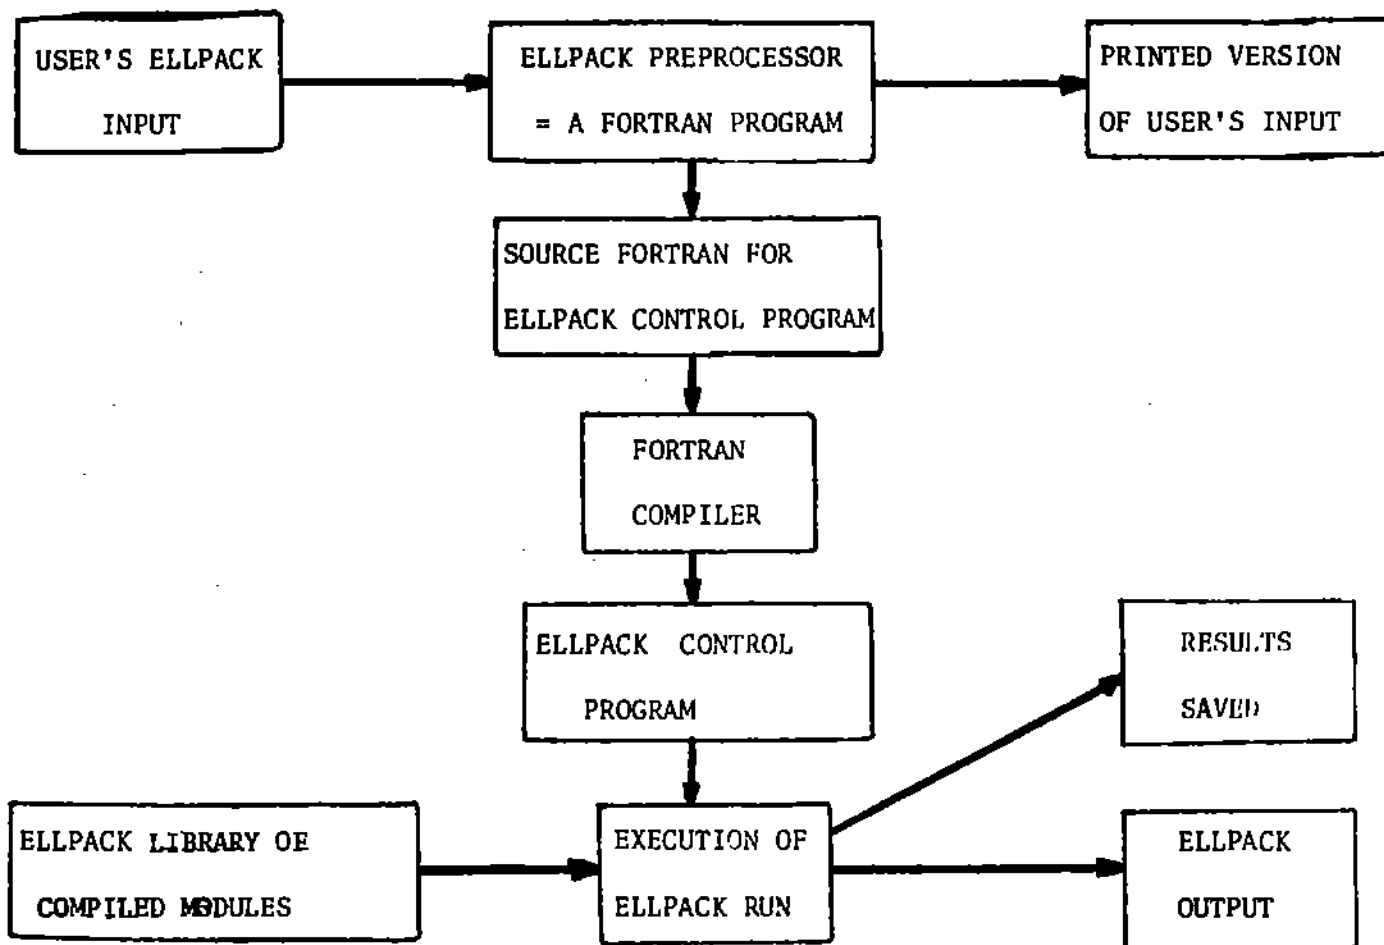 USER'S ELLPACK
INPUT
ELLPACK PREPROCESSOR
= A FORTRAN PROGRAM
PRINTED VERSION
OF USER'S INPUT
SOURCE FORTRAN FOR
ELLPACK CONTROL PROGRAM
FORTRAN
COMPILER
ELLPACK CONTROL
PROGRAM
RESULTS
SAVED
ELLPACK LIBRARY OF
COMPILED MODULES
EXECUTION OF
ELLPACK RUN
ELLPACK
OUTPUT